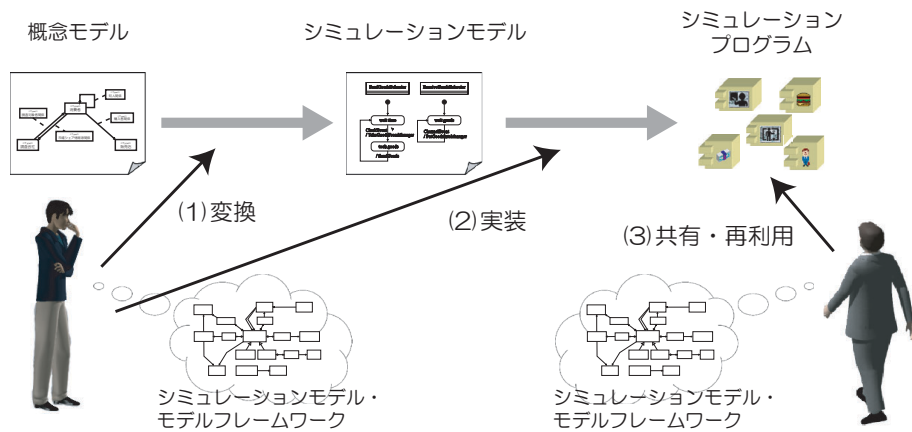 概念モデル
シミュレーションモデル
シミュレーション
プログラム
(1)変換
(2)実装
(3)共有・再利用
シミュレーションモデル・
モデルフレームワーク
シミュレーションモデル・
モデルフレームワーク